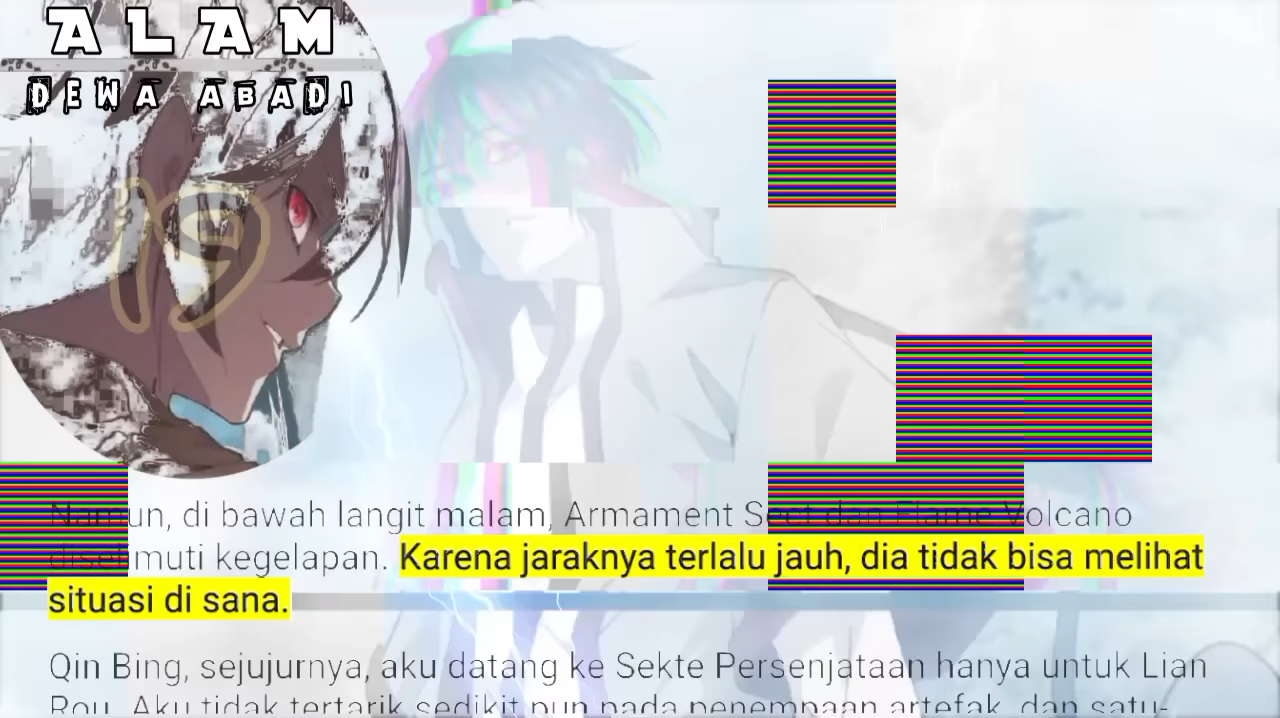 ALAM
DEWA ABADI
19
Namun, di bawah langit malam, Armament Sect dan Flame Volcano
diselimuti kegelapan. Karena jaraknya terlalu jauh, dia tidak bisa melihat
situasi di sana.
Qin Bing, sejujurnya, aku datang ke Sekte Persenjataan hanya untuk Lian
Rou. Aku tidak tertarik sedikit pun pada penempaan artefak, dan satu-